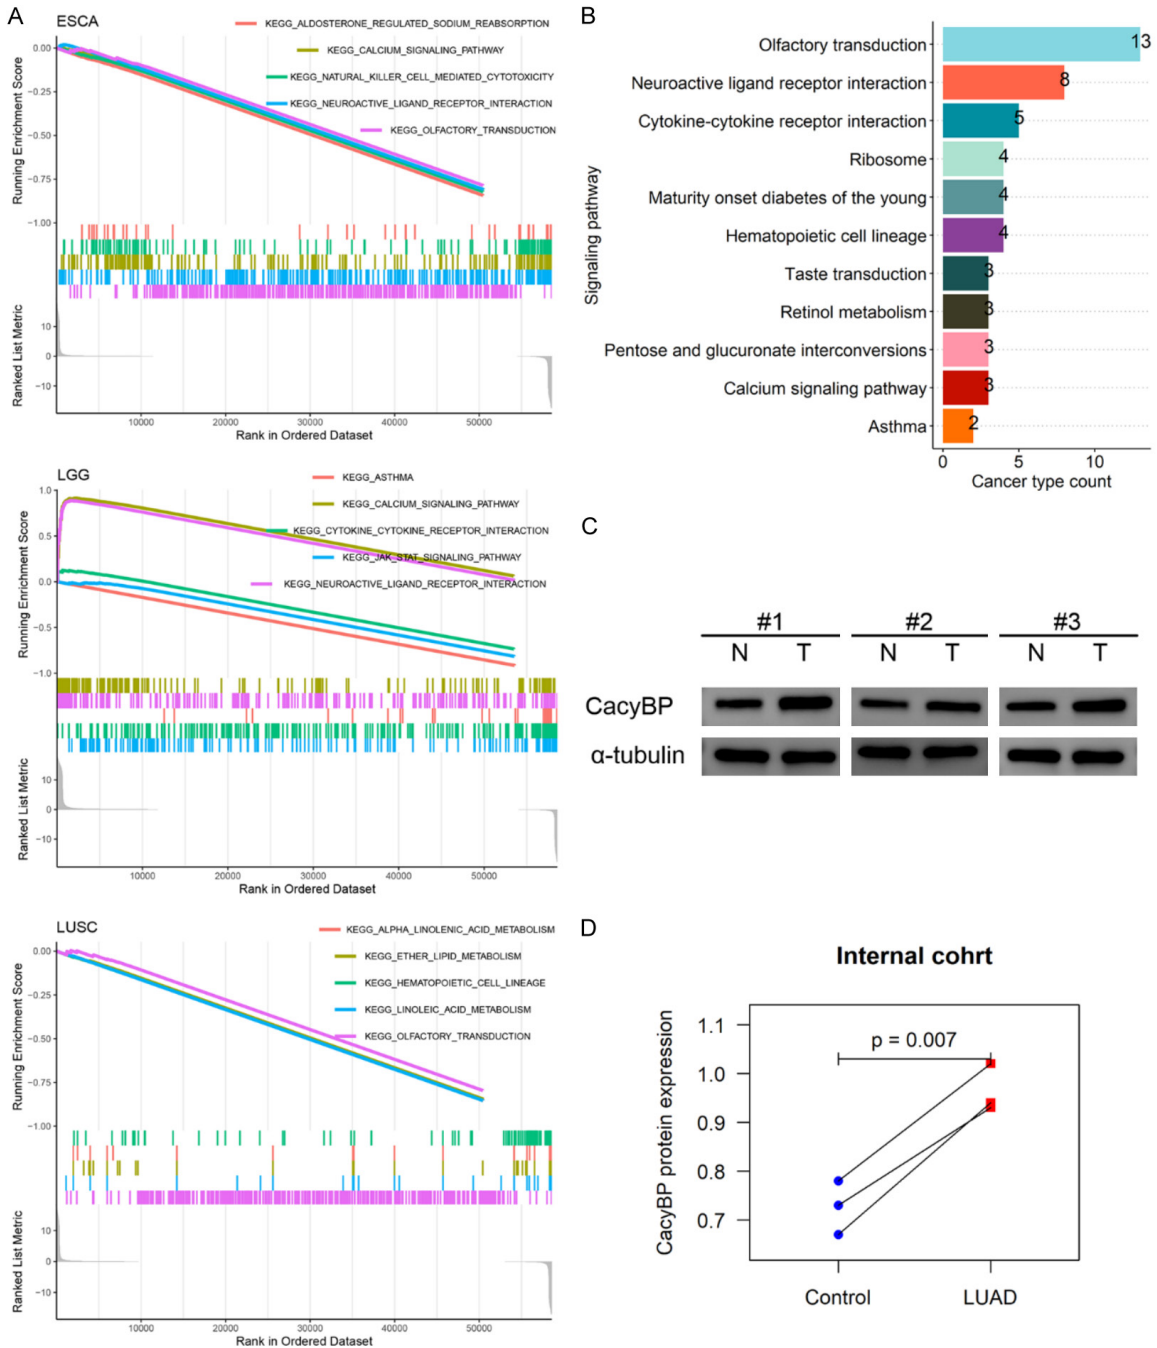 A
ESCA
KEGG_ALDOSTERONE_REGULATED_SODIUM_REABSORPTION
KEGG_CALCIUM_SIGNALING_PATHWAY
KEGG_NATURAL_KILLER_CELL_MEDIATED_CYTOTOXICITY
KEGG_NEUROACTIVE_LIGAND_RECEPTOR_INTERACTION
KEGG_OLFACTORY_TRANSDUCTION
Running Enrichment Score
0.00
−0.25
−0.50
−0.75
−1.00
Ranked List Metric
10
0
−10
10000 20000 30000 40000 50000
Rank in Ordered Dataset
LGG
KEGG_ASTHMA
KEGG_CALCIUM_SIGNALING_PATHWAY
KEGG_CYTOKINE_CYTOKINE_RECEPTOR_INTERACTION
KEGG_JAK_STAT_SIGNALING_PATHWAY
KEGG_NEUROACTIVE_LIGAND_RECEPTOR_INTERACTION
Running Enrichment Score
1.0
0.5
0.0
−0.5
−1.0
Ranked List Metric
10
0
−10
10000 20000 30000 40000 50000
Rank in Ordered Dataset
LUSC
KEGG_ALPHA_LINOLENIC_ACID_METABOLISM
KEGG_ETHER_LIPID_METABOLISM
KEGG_HEMATOPOIETIC_CELL_LINEAGE
KEGG_LINOLEIC_ACID_METABOLISM
KEGG_OLFACTORY_TRANSDUCTION
Running Enrichment Score
0.00
−0.25
−0.50
−0.75
−1.00
Ranked List Metric
10
0
−10
10000 20000 30000 40000 50000
Rank in Ordered Dataset
B
Signaling pathway
Olfactory transduction 13
Neuroactive ligand receptor interaction 8
Cytokine-cytokine receptor interaction 5
Ribosome 4
Maturity onset diabetes of the young 4
Hematopoietic cell lineage 4
Taste transduction 3
Retinol metabolism 3
Pentose and glucuronate interconversions 3
Calcium signaling pathway 3
Asthma 2
0 5 10
Cancer type count
C
#1 #2 #3
N T N T N T
CacyBP
α-tubulin
D
Internal cohrt
CacyBP protein expression
1.1
1.0
0.9
0.8
0.7
p = 0.007
Control LUAD